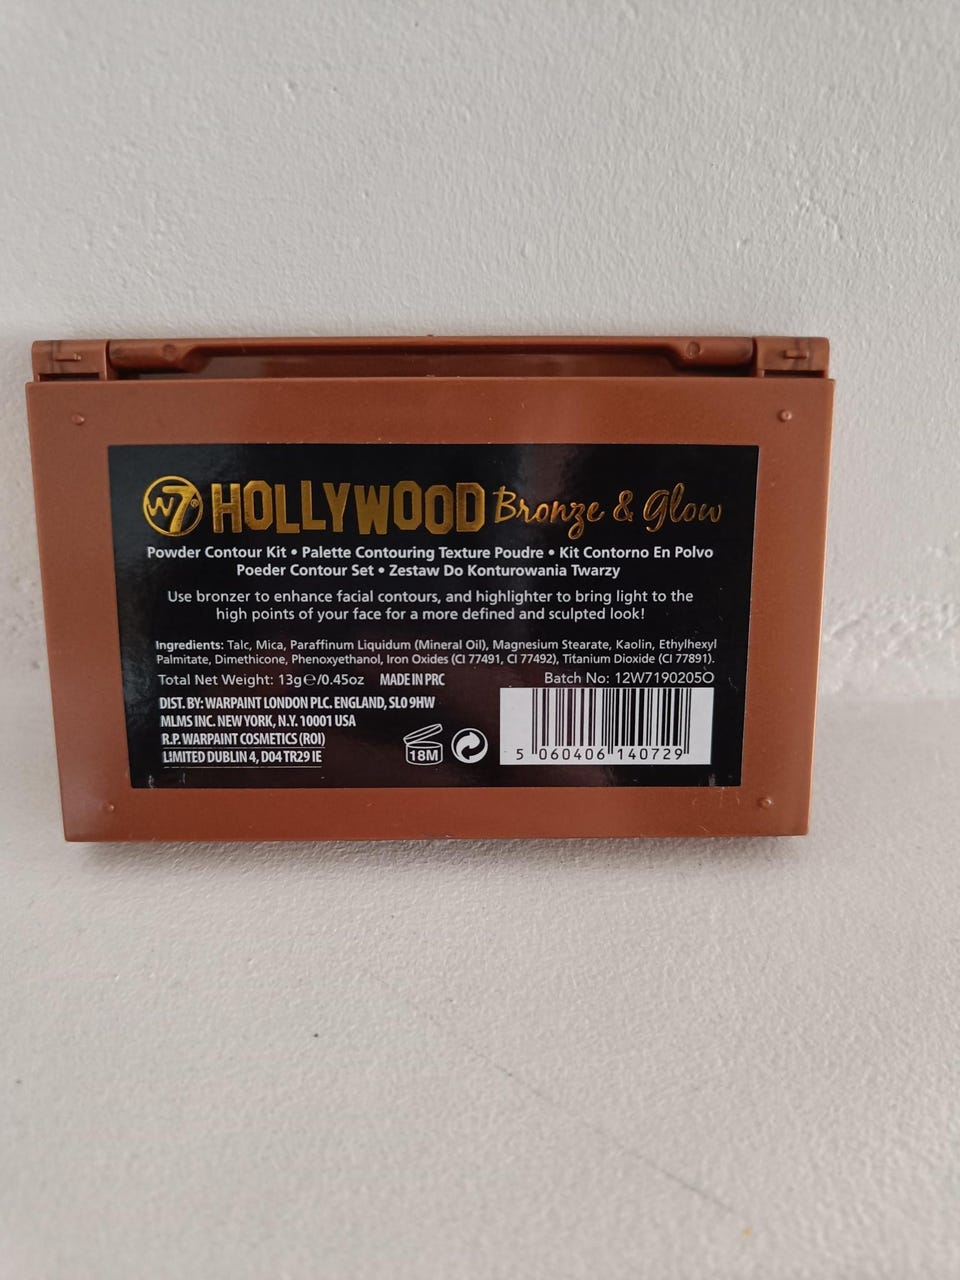 W7® HOLLYWOOD Bronze & Glow
Powder Contour Kit • Palette Contouring Texture Poudre • Kit Contorno En Polvo
Poeder Contour Set • Zestaw Do Konturowania Twarzy
Use bronzer to enhance facial contours, and highlighter to bring light to the
high points of your face for a more defined and sculpted look!
Ingredients: Talc, Mica, Paraffinum Liquidum (Mineral Oil), Magnesium Stearate, Kaolin, Ethylhexyl
Palmitate, Dimethicone, Phenoxyethanol, Iron Oxides (CI 77491, CI 77492), Titanium Dioxide (CI 77891).
Total Net Weight: 13g℮/0.45oz MADE IN PRC Batch No: 12W7190205O
DIST. BY: WARPAINT LONDON PLC. ENGLAND, SL0 9HW
MLMS INC. NEW YORK, N.Y. 10001 USA
R.P. WARPAINT COSMETICS (ROI)
LIMITED DUBLIN 4, D04 TR29 IE
18M
5 060406 140729